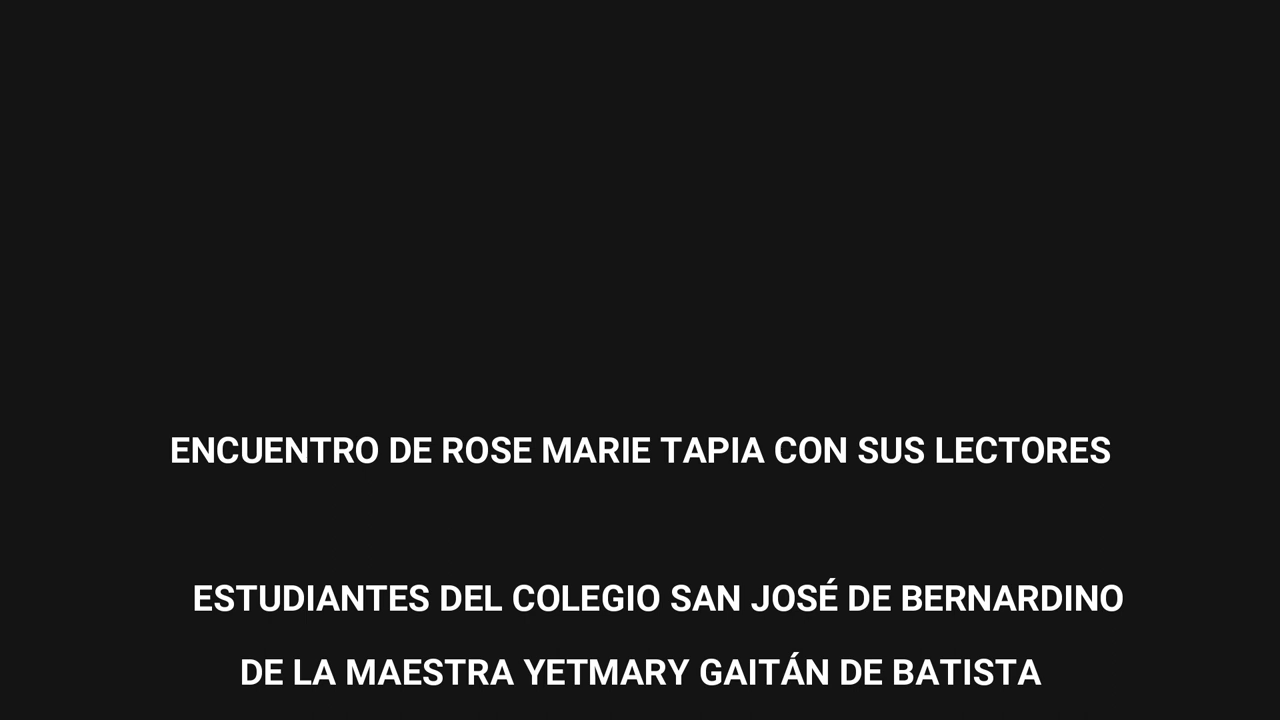 ENCUENTRO DE ROSE MARIE TAPIA CON SUS LECTORES
ESTUDIANTES DEL COLEGIO SAN JOSÉ DE BERNARDINO
DE LA MAESTRA YETMARY GAITÁN DE BATISTA